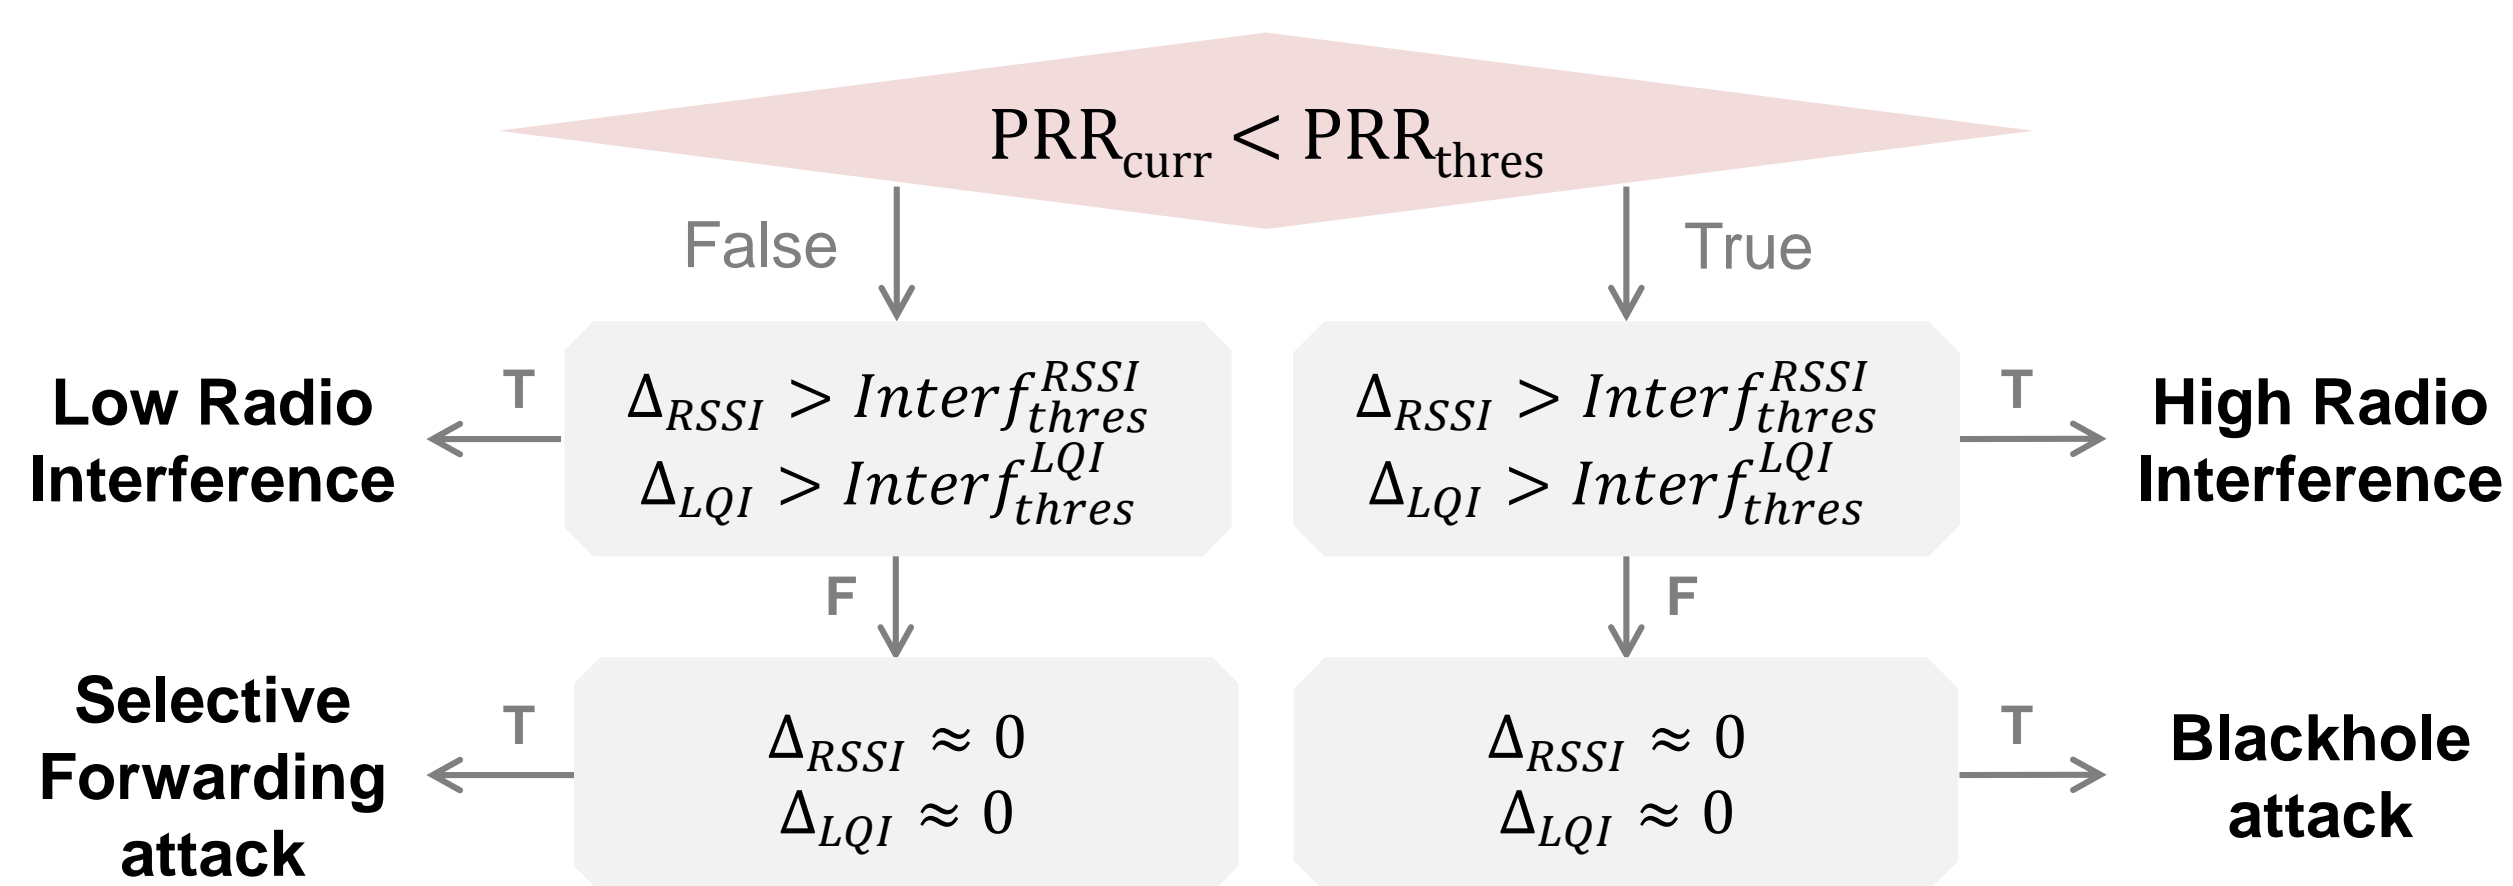 PRR_curr < PRR_thres
False
True
Low Radio
Interference
T
Δ_RSSI > Interf_thres^RSSI
Δ_LQI > Interf_thres^LQI
Δ_RSSI > Interf_thres^RSSI
Δ_LQI > Interf_thres^LQI
T
High Radio
Interference
F
F
Selective
Forwarding
attack
T
Δ_RSSI ≈ 0
Δ_LQI ≈ 0
Δ_RSSI ≈ 0
Δ_LQI ≈ 0
T
Blackhole
attack